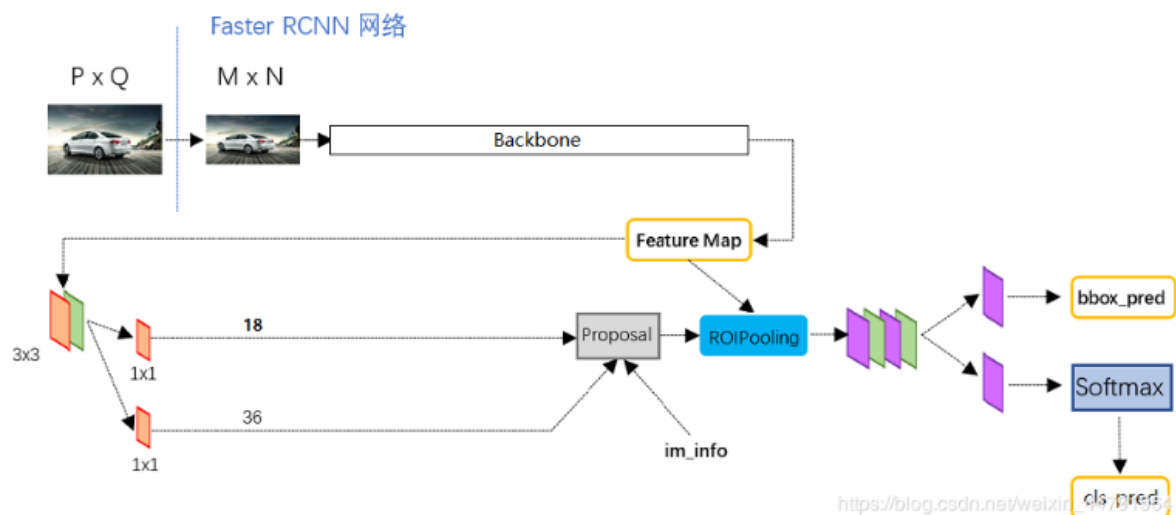 Faster RCNN 网络
P x Q
M x N
Backbone
Feature Map
18
3x3
1x1
Proposal
ROIPooling
bbox_pred
36
1x1
im_info
Softmax
cls_pred